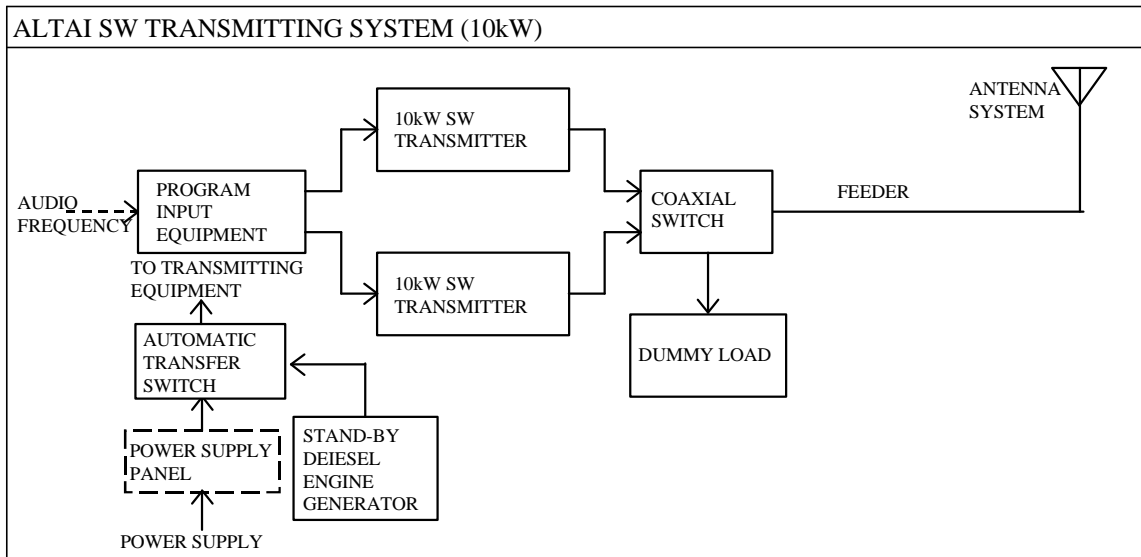 ALTAI SW TRANSMITTING SYSTEM (10kW)
ANTENNA
SYSTEM
10kW SW
TRANSMITTER
PROGRAM
INPUT
EQUIPMENT
AUDIO
FREQUENCY
COAXIAL
SWITCH
FEEDER
TO TRANSMITTING
EQUIPMENT
10kW SW
TRANSMITTER
AUTOMATIC
TRANSFER
SWITCH
DUMMY LOAD
POWER SUPPLY
PANEL
STAND-BY
DEIESEL
ENGINE
GENERATOR
POWER SUPPLY